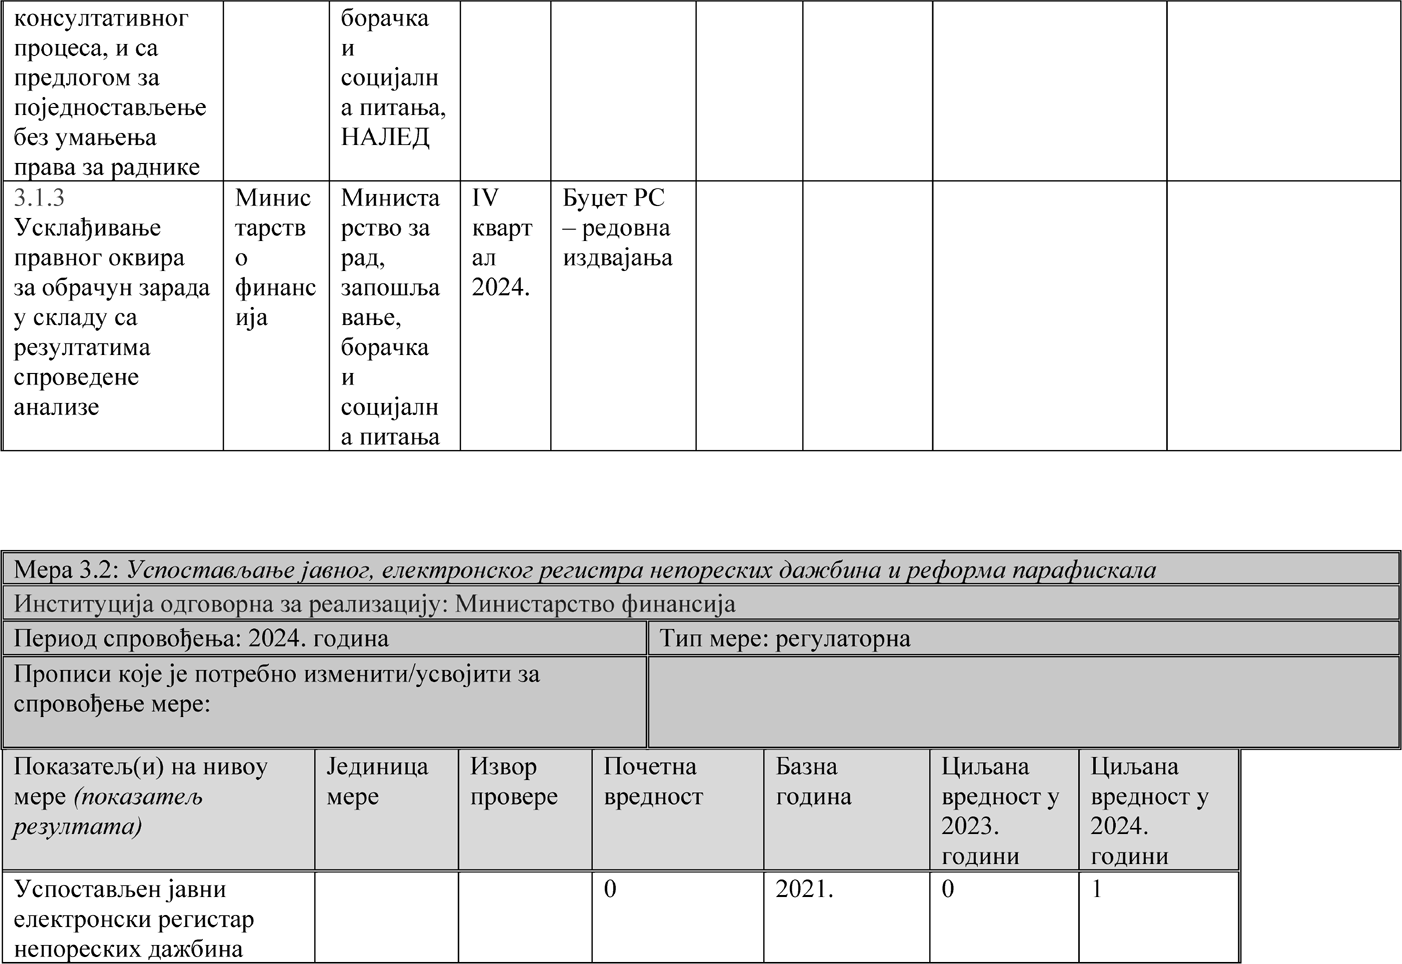 консултативног
процеса, и са
предлогом за
поједностављење
без умањења
права за раднике
борачка
и
социјалн
а питања,
НАЛЕД
3.1.3
Усклађивање
правног оквира
за обрачун зарада
у складу са
резултатима
спроведене
анализе
Минис
тарств
о
финанс
ија
Министа
рство за
рад,
запошља
вање,
борачка
и
социјалн
а питања
IV
кварт
ал
2024.
Буџет РС
– редовна
издвајања
Мера 3.2: Успостављање јавног, електронског регистра непореских дажбина и реформа парафискала
Институција одговорна за реализацију: Министарство финансија
Период спровођења: 2024. година
Тип мере: регулаторна
Прописи које је потребно изменити/усвојити за
спровођење мере:
Показатељ(и) на нивоу
мере (показатељ
резултата)
Јединица
мере
Извор
провере
Почетна
вредност
Базна
година
Циљана
вредност у
2023.
години
Циљана
вредност у
2024.
години
Успостављен јавни
електронски регистар
непореских дажбина
0
2021.
0
1